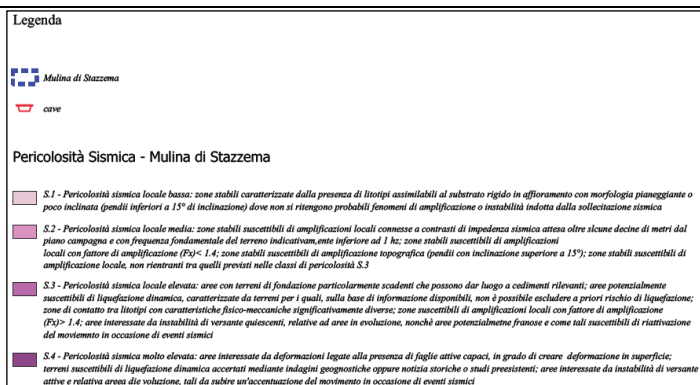 Legenda
Mulina di Stazzema
cave
Pericolosità Sismica - Mulina di Stazzema
S.1 - Pericolosità sismica locale bassa: zone stabili caratterizzate dalla presenza di litotipi assimilabili al substrato rigido in affioramento con morfologia pianeggiante o
poco inclinata (pendii inferiori a 15° di inclinazione) dove non si ritengono probabili fenomeni di amplificazione o instabilità indotta dalla sollecitazione sismica
S.2 - Pericolosità sismica locale media: zone stabili suscettibili di amplificazioni locali connesse a contrasti di impedenza sismica attesa oltre slcune decine di metri dal
piano campagna e con frequenza fondamentale del terreno indicativam,ente inferiore ad 1 hz; zone stabili suscettibili di amplificazioni
locali con fattore di amplificazione (Fx)< 1.4; zone stabili suscettibili di amplificazione topografica (pendii con inclinazione superiore a 15°); zone stabili suscettibili di
amplificazione locale, non rientranti tra quelli previsti nelle classi di pericolosità S.3
S.3 - Pericolosità sismica locale elevata: aree con terreni di fondazione particolarmente scadenti che possono dar luogo a cedimenti rilevanti; aree potenzialmente
suscettibili di liquefazione dinamica, caratterizzate da terreni per i quali, sulla base di informazione disponibili, non è possibile escludere a priori rischio di liquefazione;
zone di contatto tra litotipi con caratteristiche fisico-meccaniche significativamente diverse; zone suscettibili di amplificazioni locali con fattore di amplificazione
(Fx)> 1.4; aree interessate da instabilità di versante quiescenti, relative ad aree in evoluzione, nonchè aree potenzialmetne franose e come tali suscettibili di riattivazione
del moviemnto in occasione di eventi sismici
S.4 - Pericolosità sismica molto elevata: aree interessate da deformazioni legate alla presenza di faglie attive capaci, in grado di creare deformazione in superficie;
terreni suscettibili di liquefazione dinamica accertati mediante indagini geognostiche oppure notizia storiche o studi preesistenti; aree interessate da instabilità di versante
attive e relativa areea die voluzione, tali da subire un'accentuazione del movimento in occasione di eventi sismici